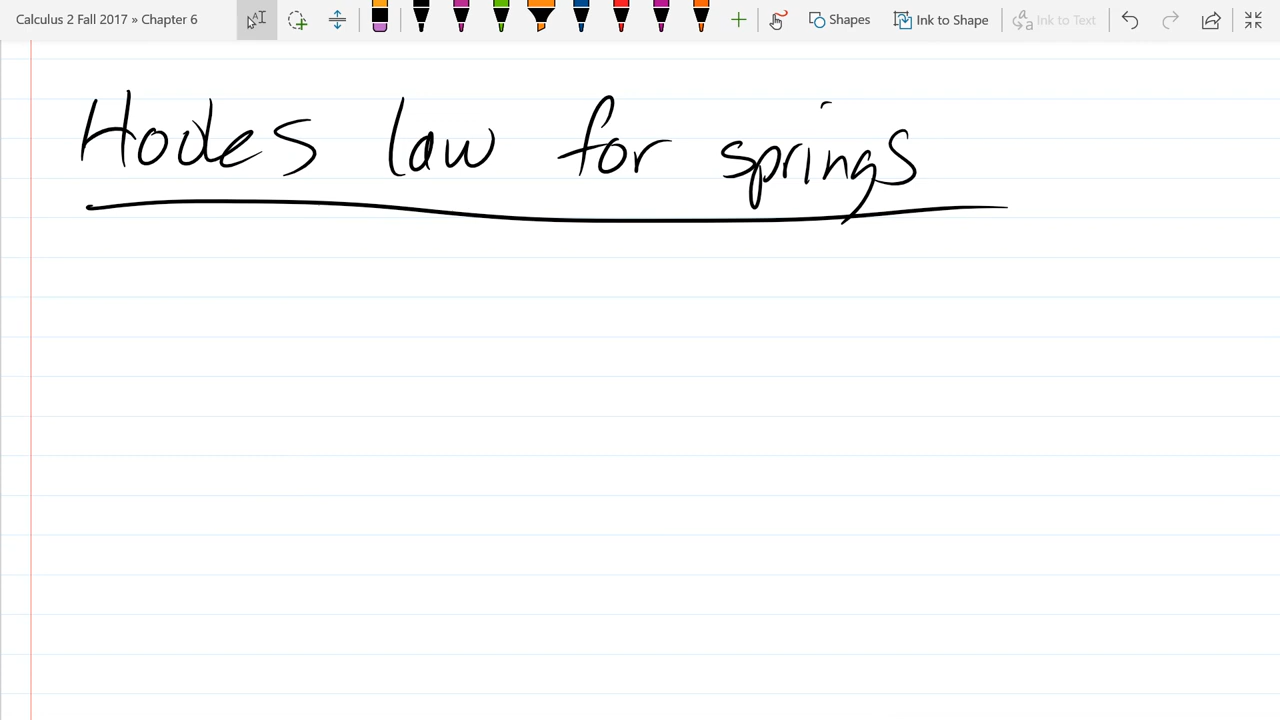 Calculus 2 Fall 2017 » Chapter 6
Shapes
Ink to Shape
Ink to Text
Hookes law for springs